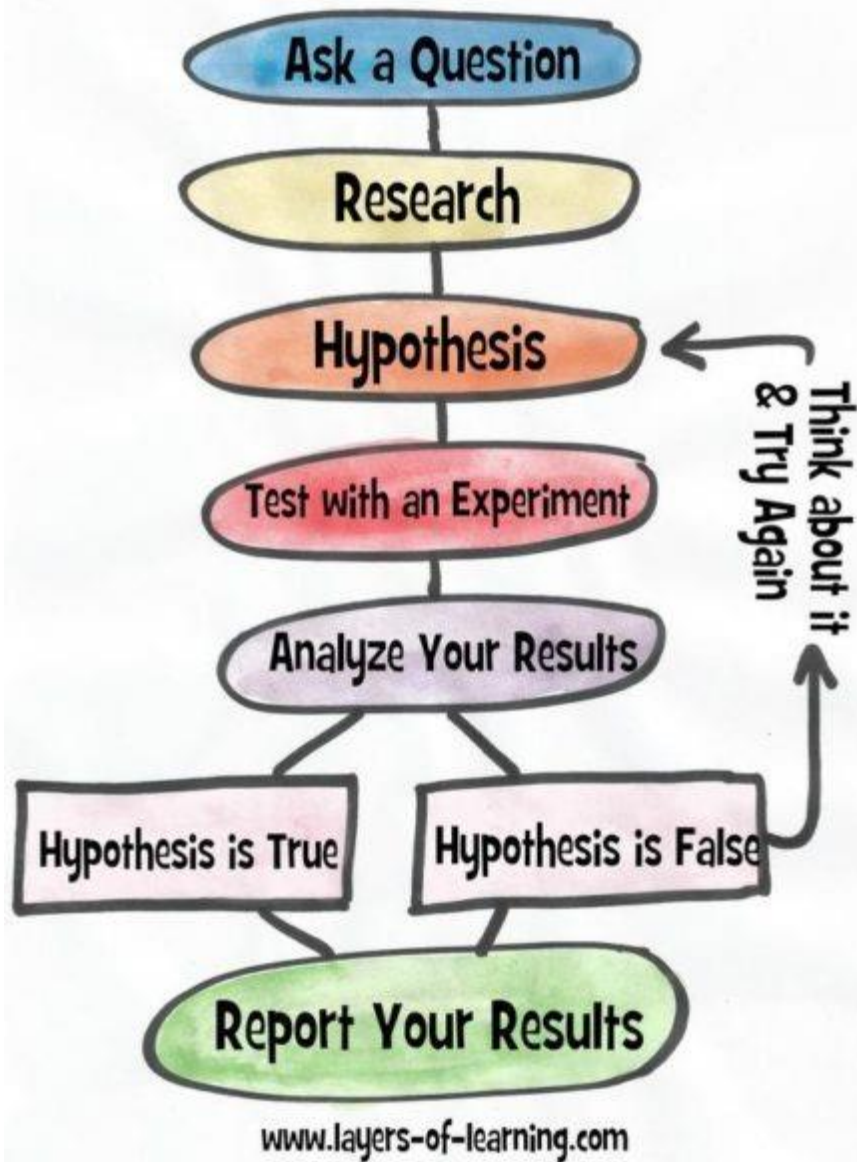 Ask a Question
Research
Hypothesis
Think about it
& Try Again
Test with an Experiment
Analyze Your Results
Hypothesis is True
Hypothesis is False
Report Your Results
www.layers-of-learning.com